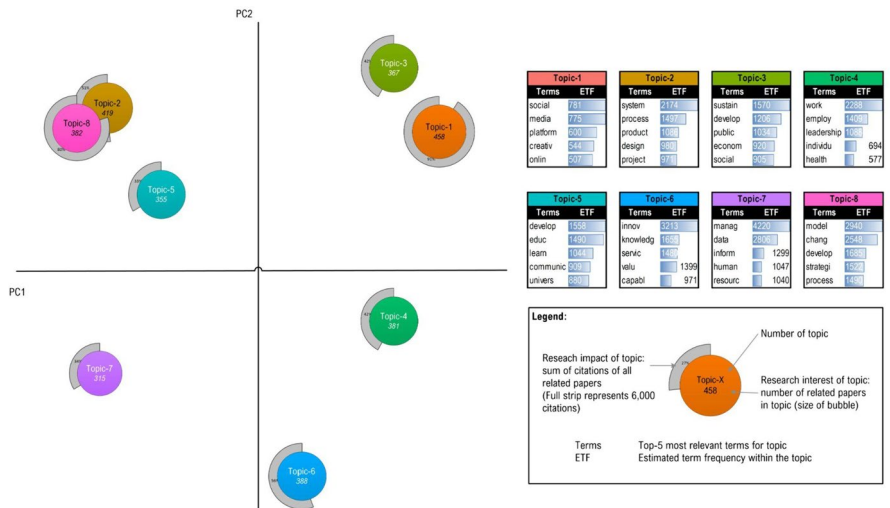 PC2
PC1
Topic-3
367
Topic-2
419
Topic-8
382
Topic-1
458
Topic-5
355
Topic-4
381
Topic-7
315
Topic-6
388
Topic-1
Terms ETF
social 781
media 775
platform 600
creativ 544
onlin 507
Topic-2
Terms ETF
system 2174
process 1497
product 1086
design 980
project 971
Topic-3
Terms ETF
sustain 1570
develop 1206
public 1034
econom 920
social 905
Topic-4
Terms ETF
work 2288
employ 1409
leadership 1086
individu 694
health 577
Topic-5
Terms ETF
develop 1558
educ 1490
learn 1044
communic 909
univers 880
Topic-6
Terms ETF
innov 3213
knowledg 1655
servic 1480
valu 1399
capabl 971
Topic-7
Terms ETF
manag 4220
data 2806
inform 1299
human 1047
resourc 1040
Topic-8
Terms ETF
model 2940
chang 2548
develop 1685
strategi 1522
process 1490
Legend:
Number of topic
Reseach impact of topic:
sum of citations of all
related papers
(Full strip represents 6,000
citations)
Topic-X
458
Research interest of topic:
number of related papers
in topic (size of bubble)
Terms Top-5 most relevant terms for topic
ETF Estimated term frequency within the topic